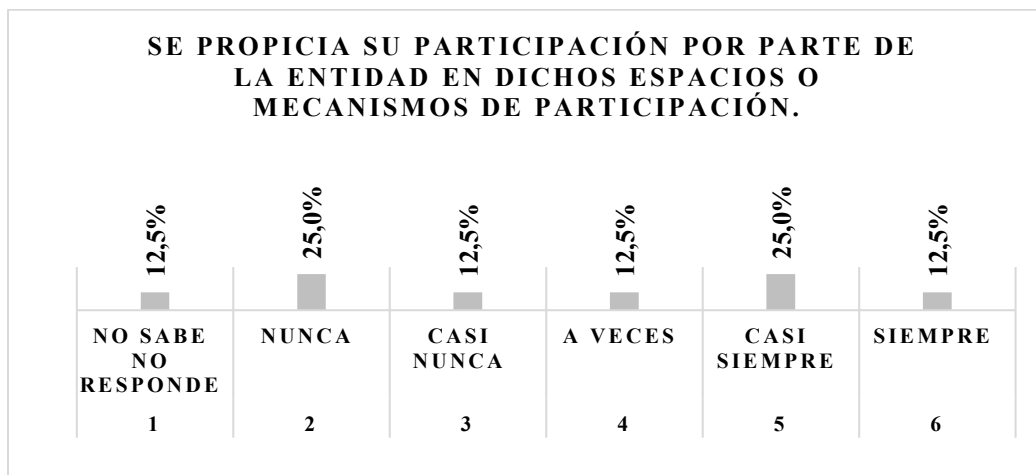 SE PROPICIA SU PARTICIPACIÓN POR PARTE DE
LA ENTIDAD EN DICHOS ESPACIOS O
MECANISMOS DE PARTICIPACIÓN.
12,5%
25,0%
12,5%
12,5%
25,0%
12,5%
NO SABE
NO
RESPONDE
NUNCA
CASI
NUNCA
A VECES
CASI
SIEMPRE
SIEMPRE
1
2
3
4
5
6